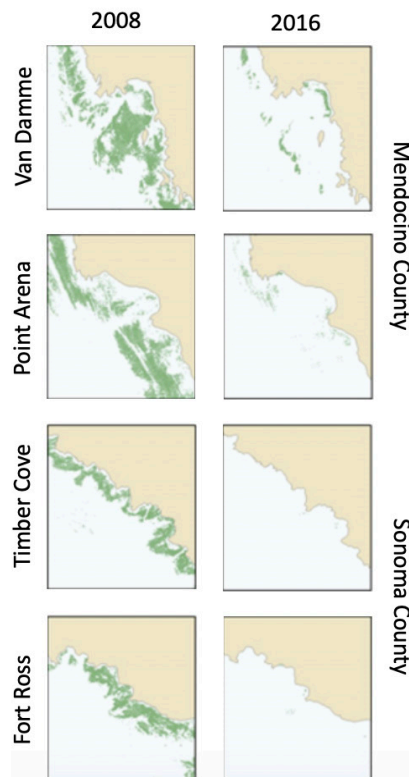 2008 2016
Van Damme
Point Arena
Mendocino County
Timber Cove
Fort Ross
Sonoma County